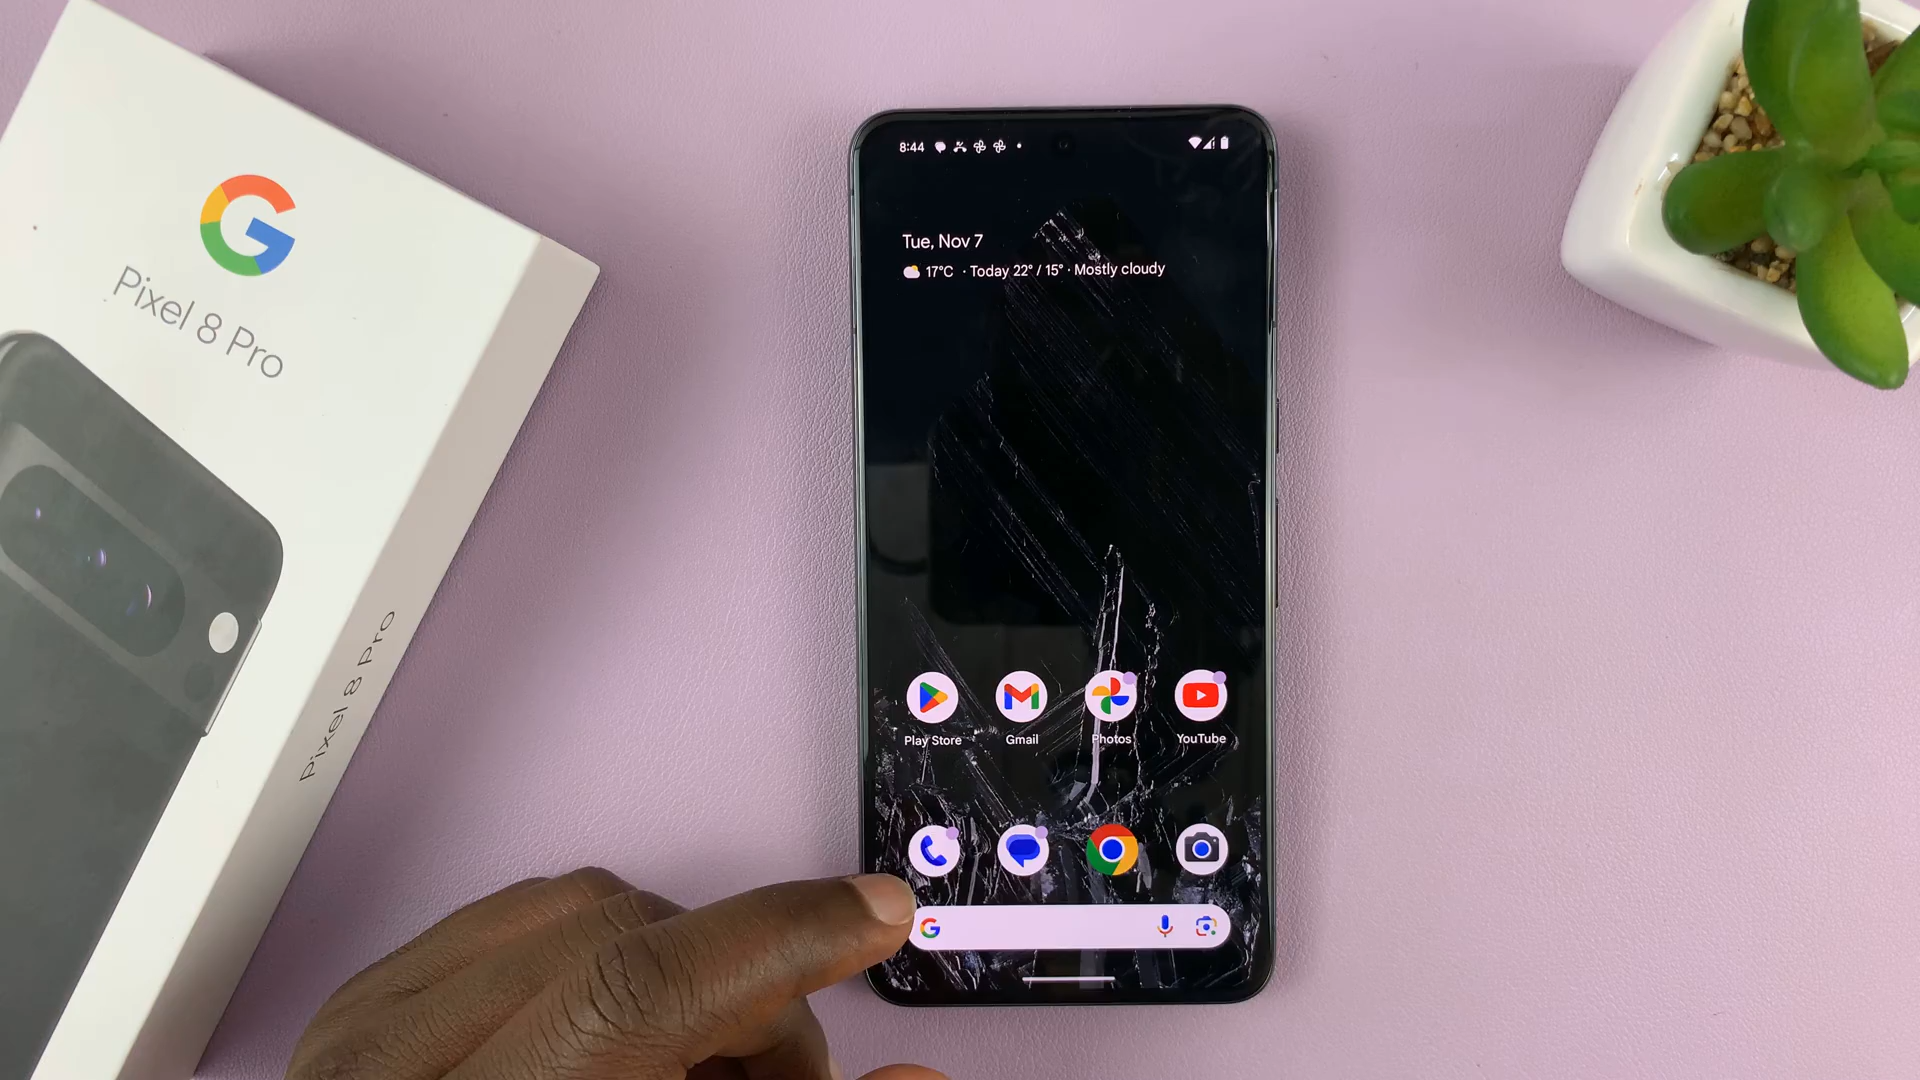 Pixel 8 Pro
Pixel 8 Pro
8:44
Tue, Nov 7
17°C · Today 22° / 15° · Mostly cloudy
Play Store
Gmail
Photos
YouTube